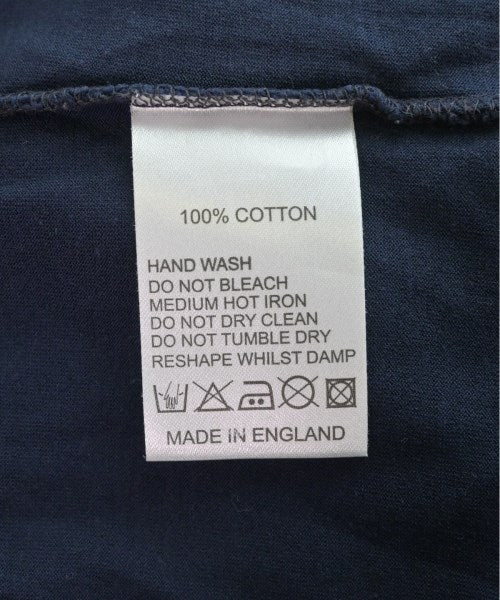 100% COTTON
HAND WASH
DO NOT BLEACH
MEDIUM HOT IRON
DO NOT DRY CLEAN
DO NOT TUMBLE DRY
RESHAPE WHILST DAMP
MADE IN ENGLAND